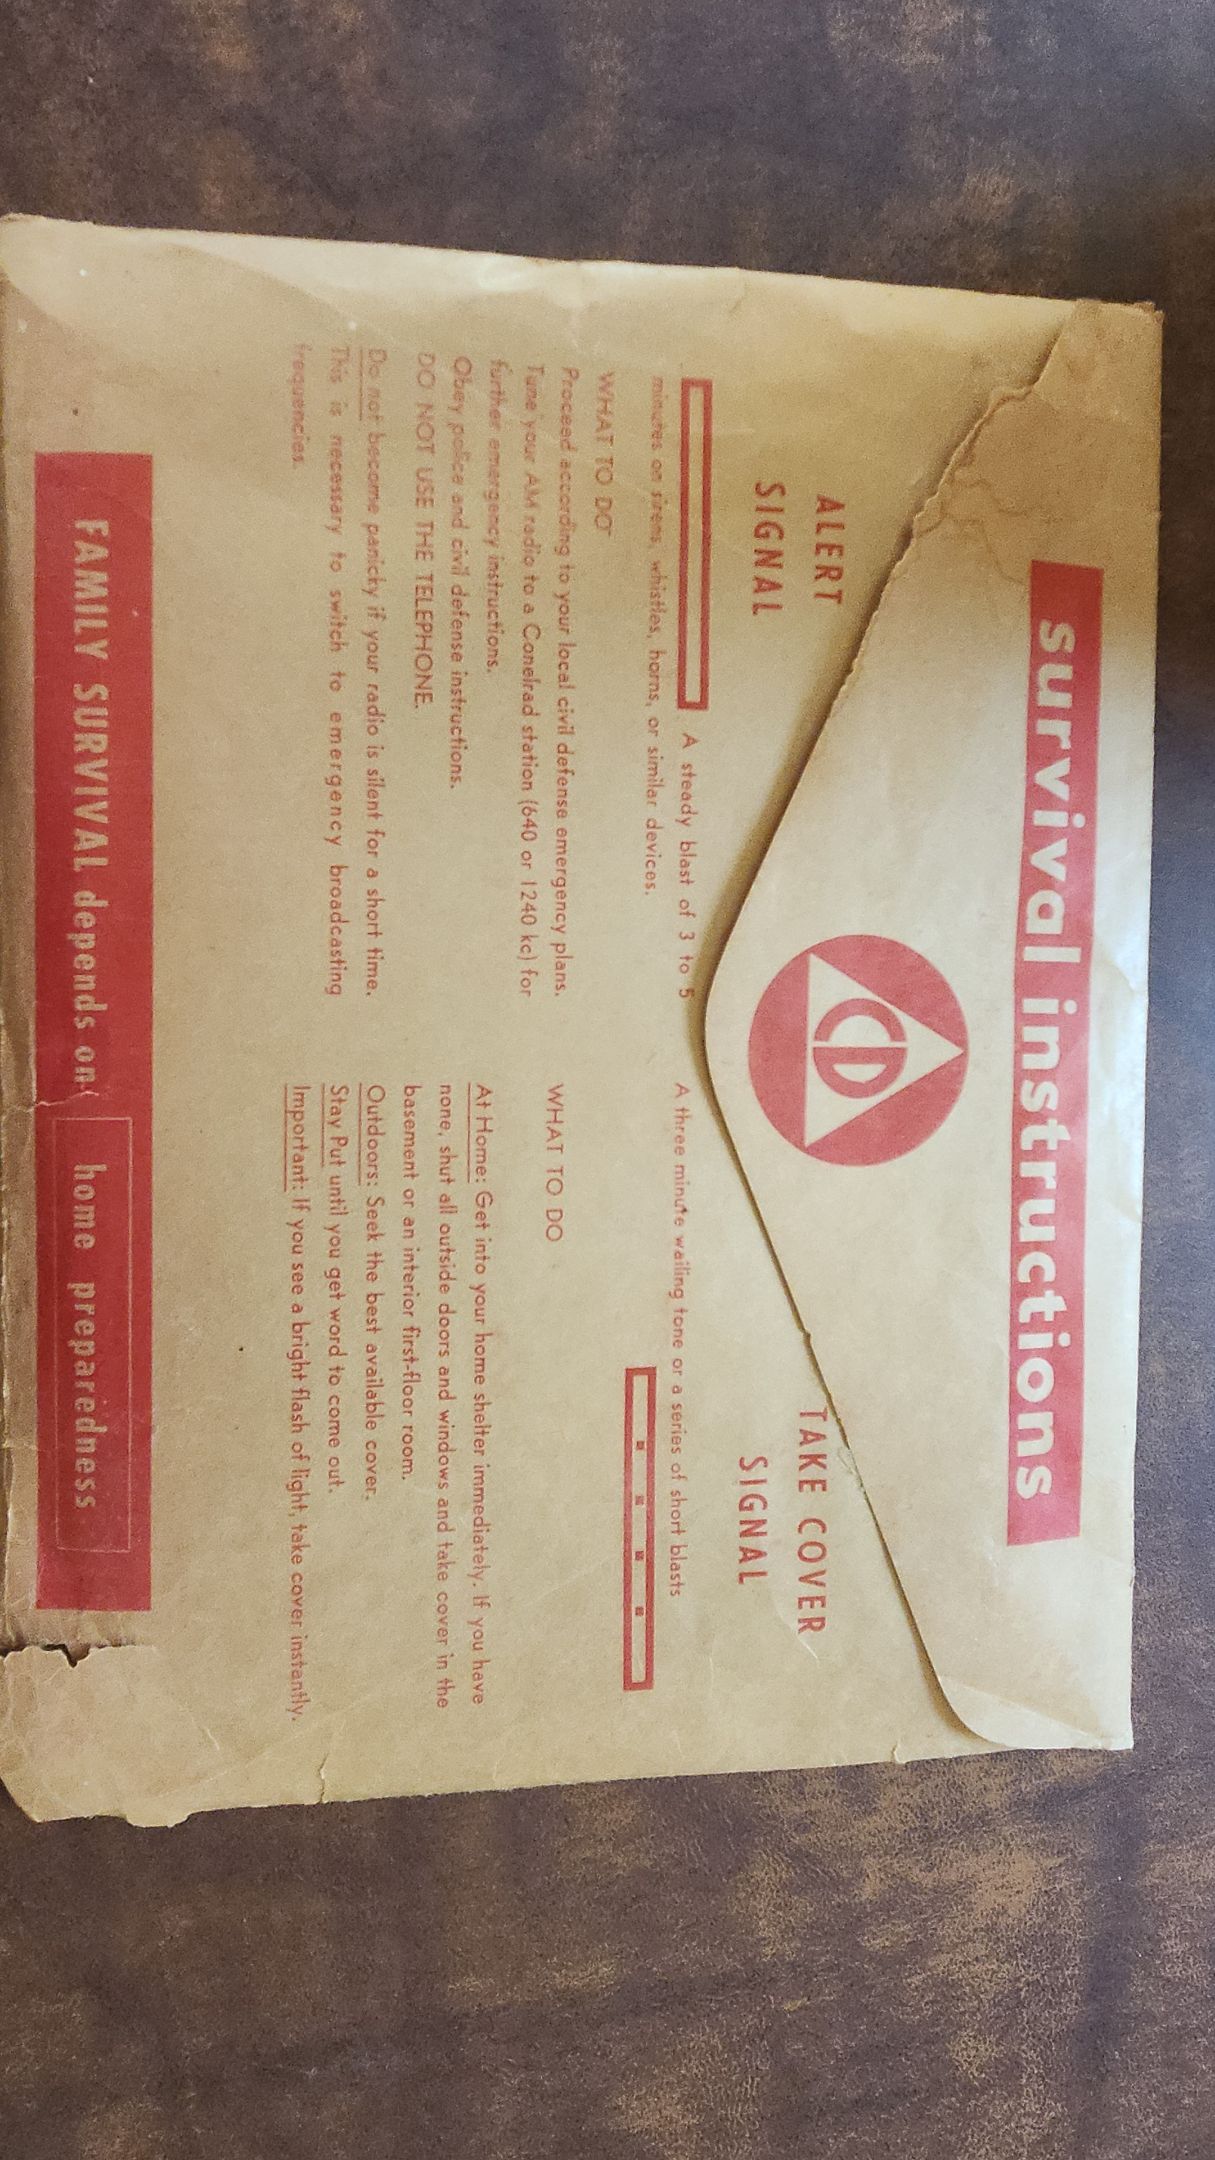 survival instructions
CD
ALERT
SIGNAL
A steady blast of 3 to 5
minutes on sirens, whistles, horns, or similar devices.
WHAT TO DO
Proceed according to your local civil defense emergency plans.
Tune your AM radio to a Conelrad station (640 or 1240 kc) for
further emergency instructions.
Obey police and civil defense instructions.
DO NOT USE THE TELEPHONE.
Do not become panicky if your radio is silent for a short time.
This is necessary to switch to emergency broadcasting
frequencies.
TAKE COVER
SIGNAL
A three minute wailing tone or a series of short blasts
WHAT TO DO
At Home: Get into your home shelter immediately. If you have
none, shut all outside doors and windows and take cover in the
basement or an interior first-floor room.
Outdoors: Seek the best available cover.
Stay Put until you get word to come out.
Important: If you see a bright flash of light, take cover instantly.
FAMILY SURVIVAL depends on home preparedness